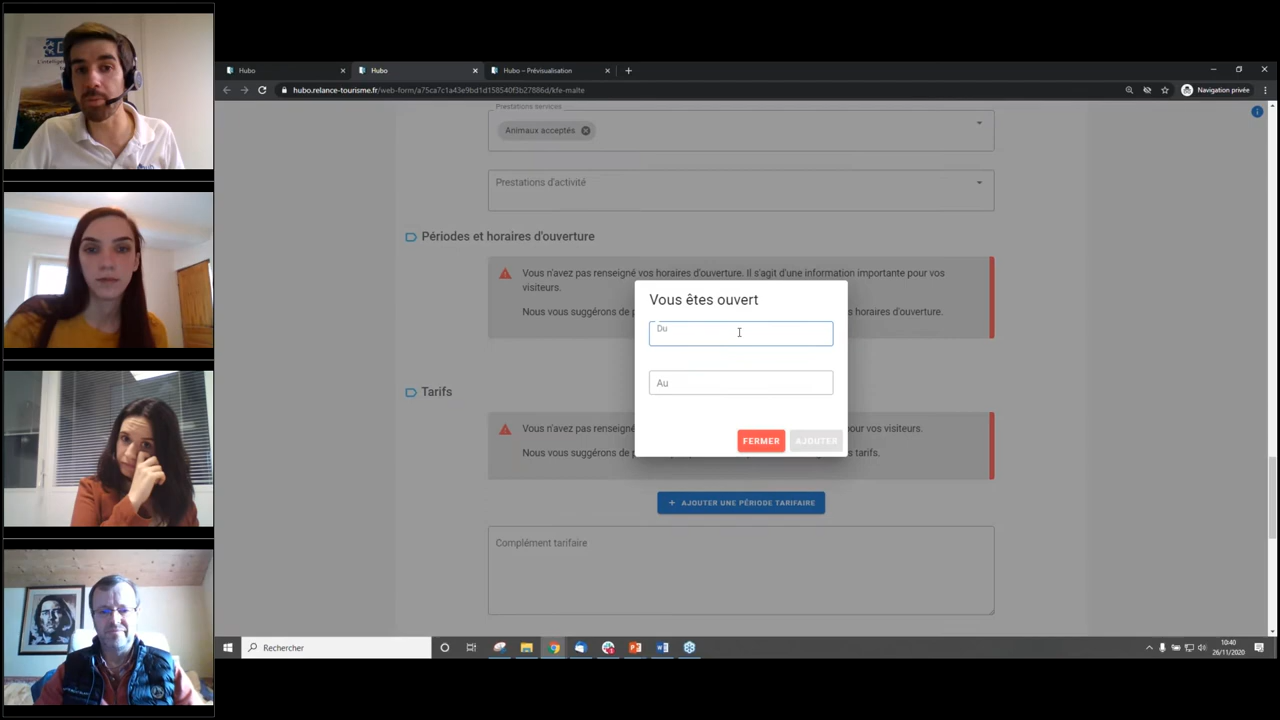 Hubo
Hubo
Hubo – Prévisualisation
hubo.relance-tourisme.fr/web-form/a75ca7c1a43e9bd1d158540f3b27886d/kfe-malte
Navigation privée
Prestations services
Animaux acceptés
Prestations d'activité
Périodes et horaires d'ouverture
Vous n'avez pas renseigné vos horaires d'ouverture. Il s'agit d'une information importante pour vos
visiteurs.
Nous vous suggérons de
horaires d'ouverture.
Vous êtes ouvert
Du
Au
FERMER
AJOUTER
Tarifs
Vous n'avez pas renseigné
pour vos visiteurs.
Nous vous suggérons de
tarifs.
+ AJOUTER UNE PÉRIODE TARIFAIRE
Complément tarifaire
Rechercher
10:40
26/11/2020